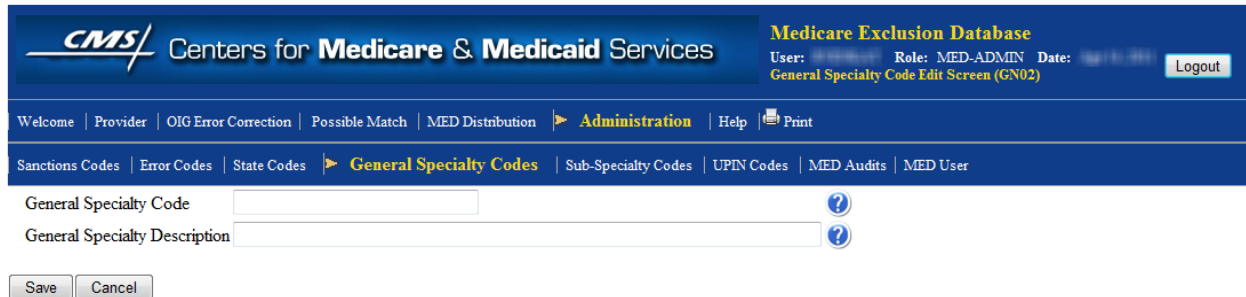 CMS/ Centers for Medicare & Medicaid Services
Medicare Exclusion Database
User: Role: MED-ADMIN Date:
General Specialty Code Edit Screen (GN02)
Logout
Welcome | Provider | OIG Error Correction | Possible Match | MED Distribution Administration | Help | Print
Sanctions Codes | Error Codes | State Codes General Specialty Codes | Sub-Specialty Codes | UPIN Codes | MED Audits | MED User
General Specialty Code ?
General Specialty Description ?
Save Cancel